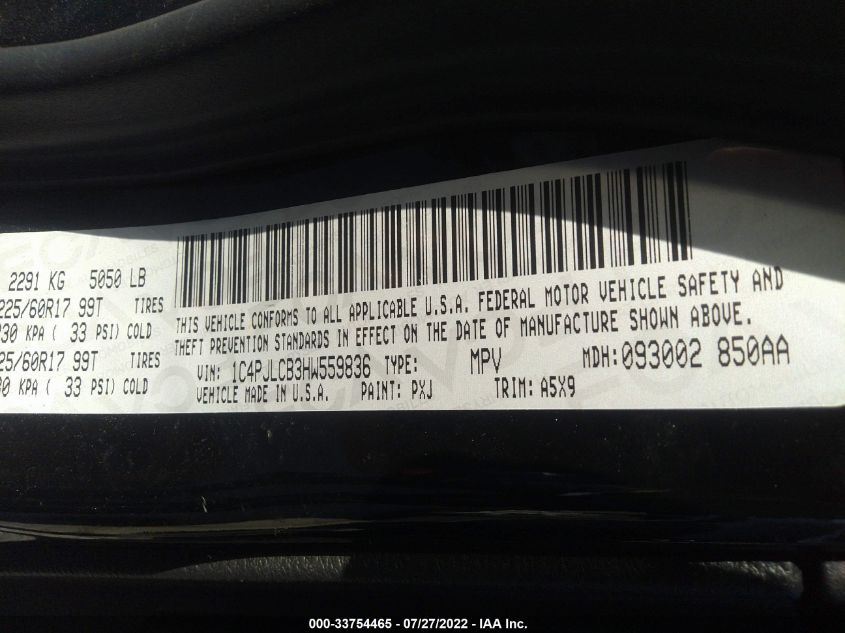 2291 KG 5050 LB
225/60R17 99T TIRES
230 KPA ( 33 PSI) COLD
225/60R17 99T TIRES
230 KPA ( 33 PSI) COLD
THIS VEHICLE CONFORMS TO ALL APPLICABLE U.S.A. FEDERAL MOTOR VEHICLE SAFETY AND
THEFT PREVENTION STANDARDS IN EFFECT ON THE DATE OF MANUFACTURE SHOWN ABOVE.
VIN: 1C4PJLCB3HW559836 TYPE: MPV MDH:093002 850AA
VEHICLE MADE IN U.S.A. PAINT: PXJ TRIM: A5X9
000-33754465 - 07/27/2022 - IAA Inc.